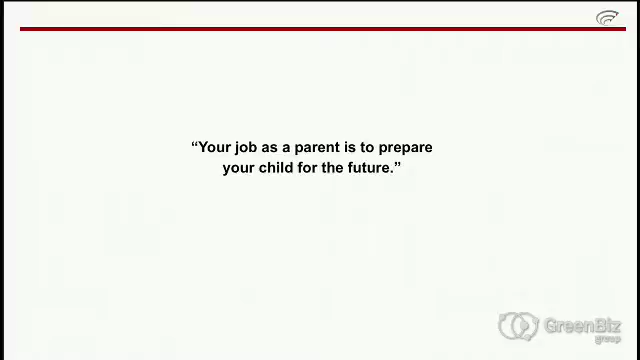 “Your job as a parent is to prepare
your child for the future.”
GreenBiz
group